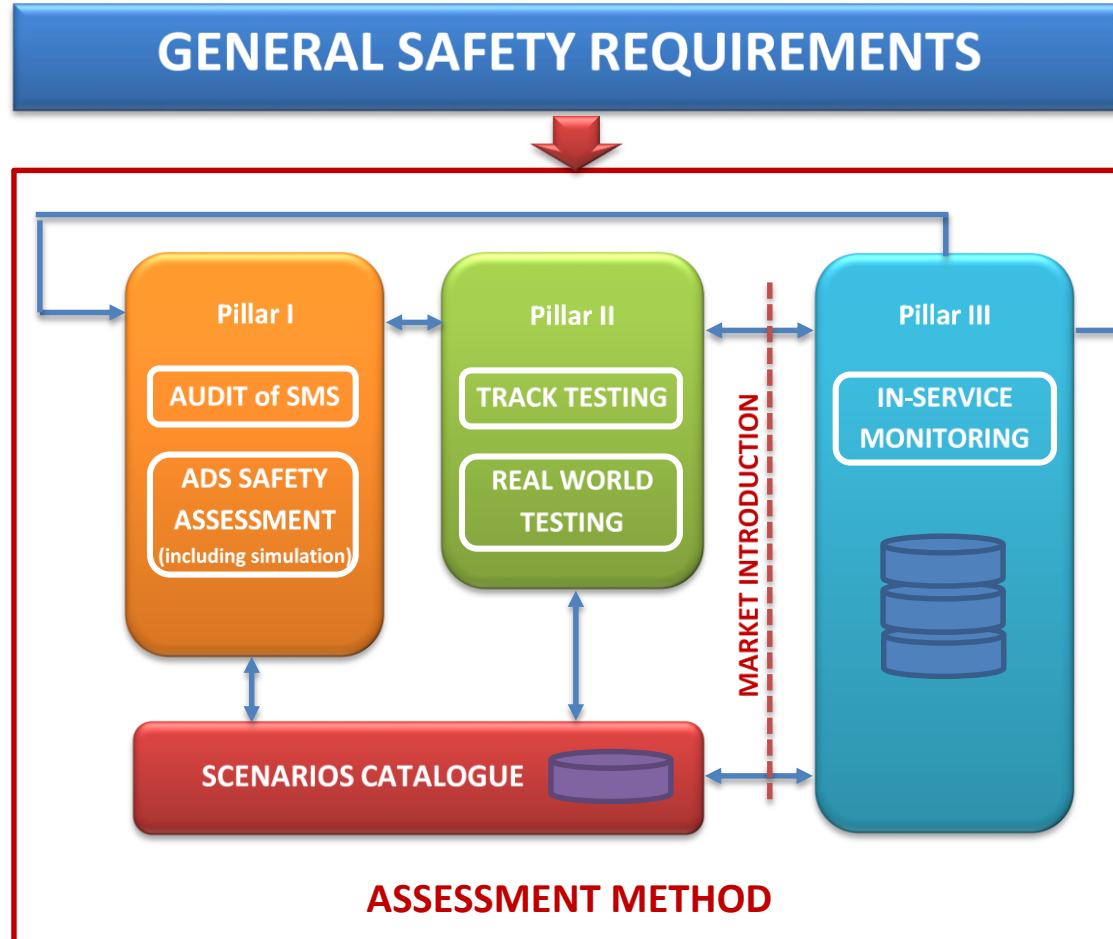 GENERAL SAFETY REQUIREMENTS
Pillar I
AUDIT of SMS
ADS SAFETY
ASSESSMENT
(including simulation)
Pillar II
TRACK TESTING
REAL WORLD
TESTING
MARKET INTRODUCTION
Pillar III
IN-SERVICE
MONITORING
SCENARIOS CATALOGUE
ASSESSMENT METHOD